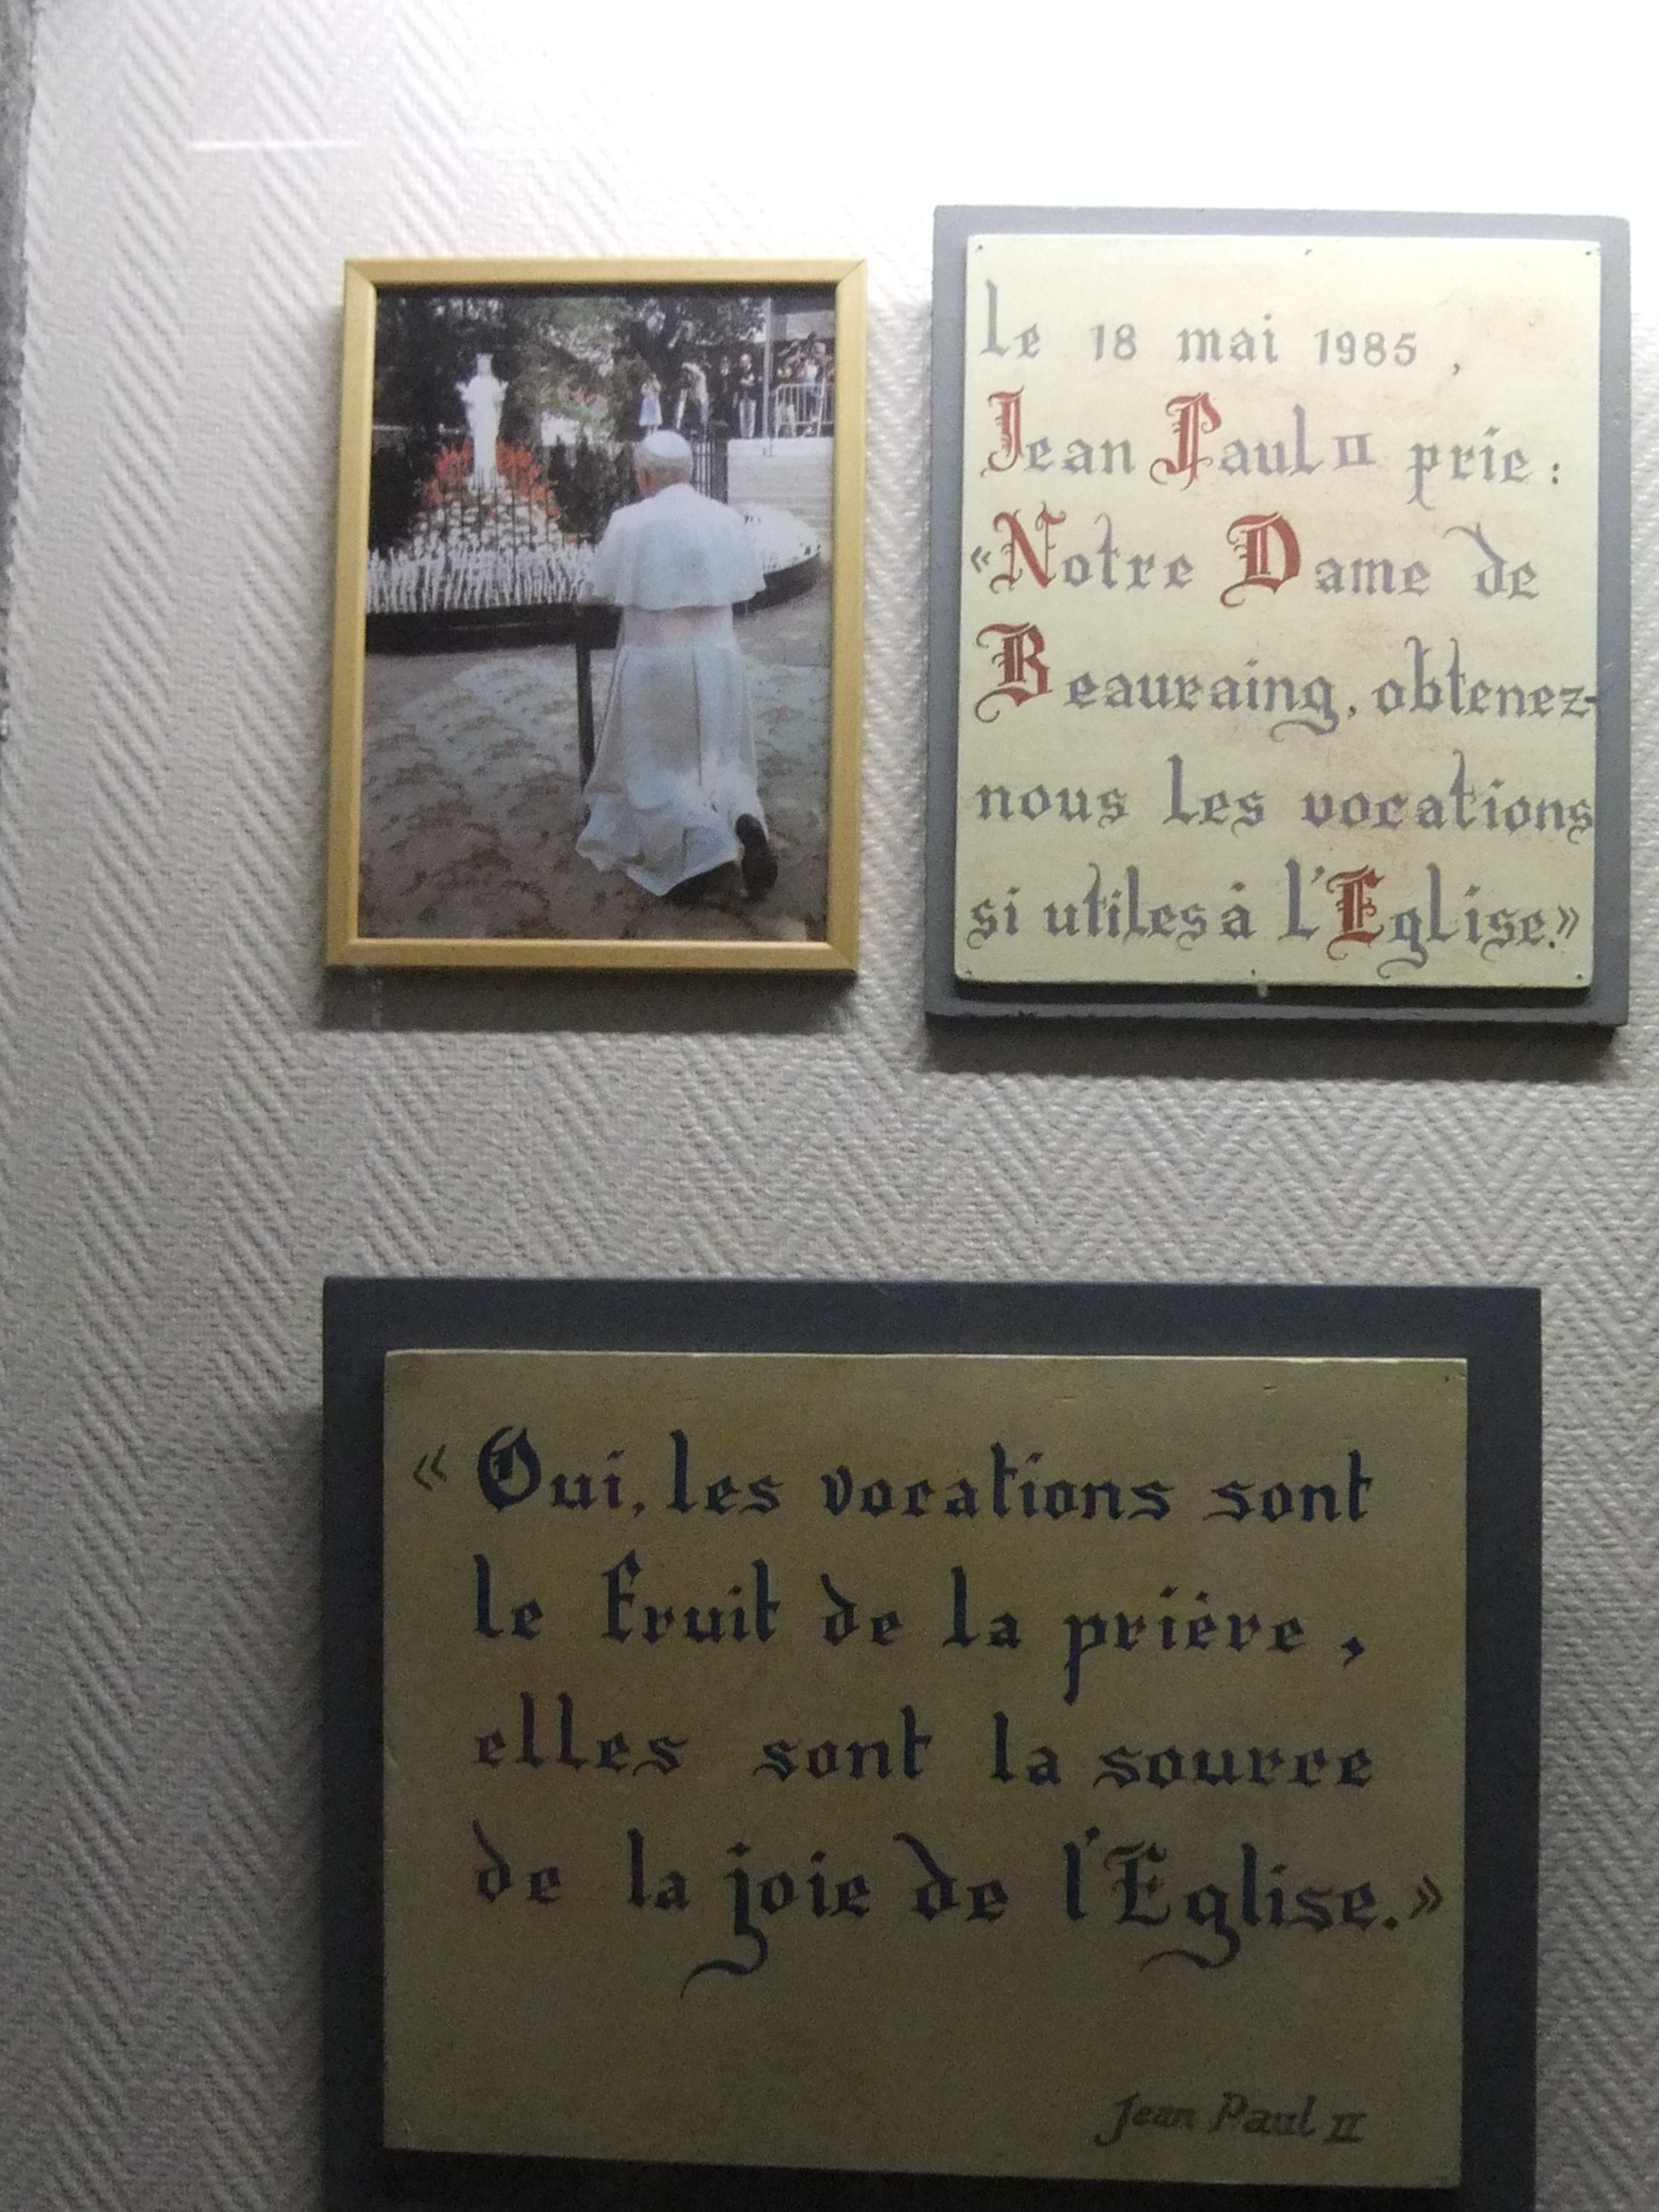 Le 18 mai 1985,
Jean Paul II prie :
«Notre Dame de
Beauraing, obtenez-
nous les vocations
si utiles à l'Eglise.»
« Oui, les vocations sont
le fruit de la prière,
elles sont la source
de la joie de l'Eglise.»
Jean Paul II